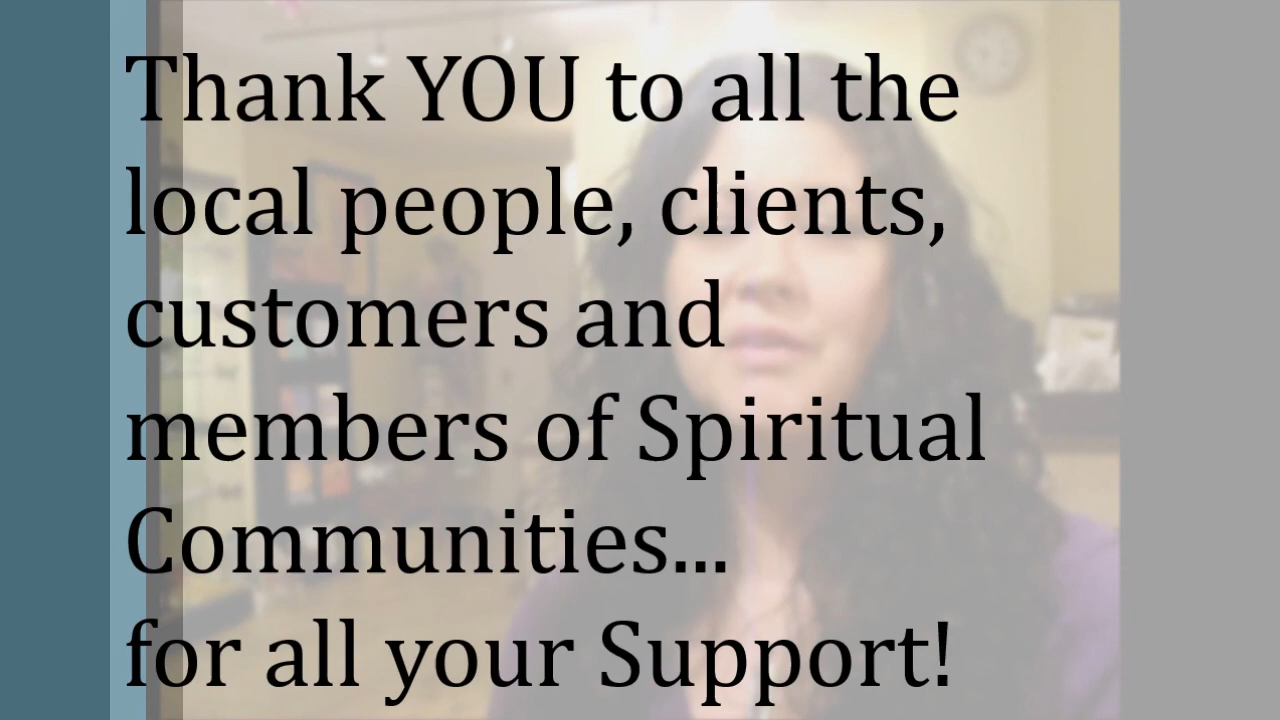 Thank YOU to all the
local people, clients,
customers and
members of Spiritual
Communities...
for all your Support!